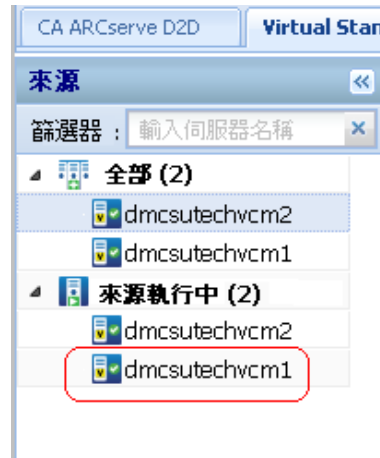 CA ARCserve D2D
Virtual Stan
來源
篩選器 : 輸入伺服器名稱
全部 (2)
dmcsutechvcm2
dmcsutechvcm1
來源執行中 (2)
dmcsutechvcm2
dmcsutechvcm1